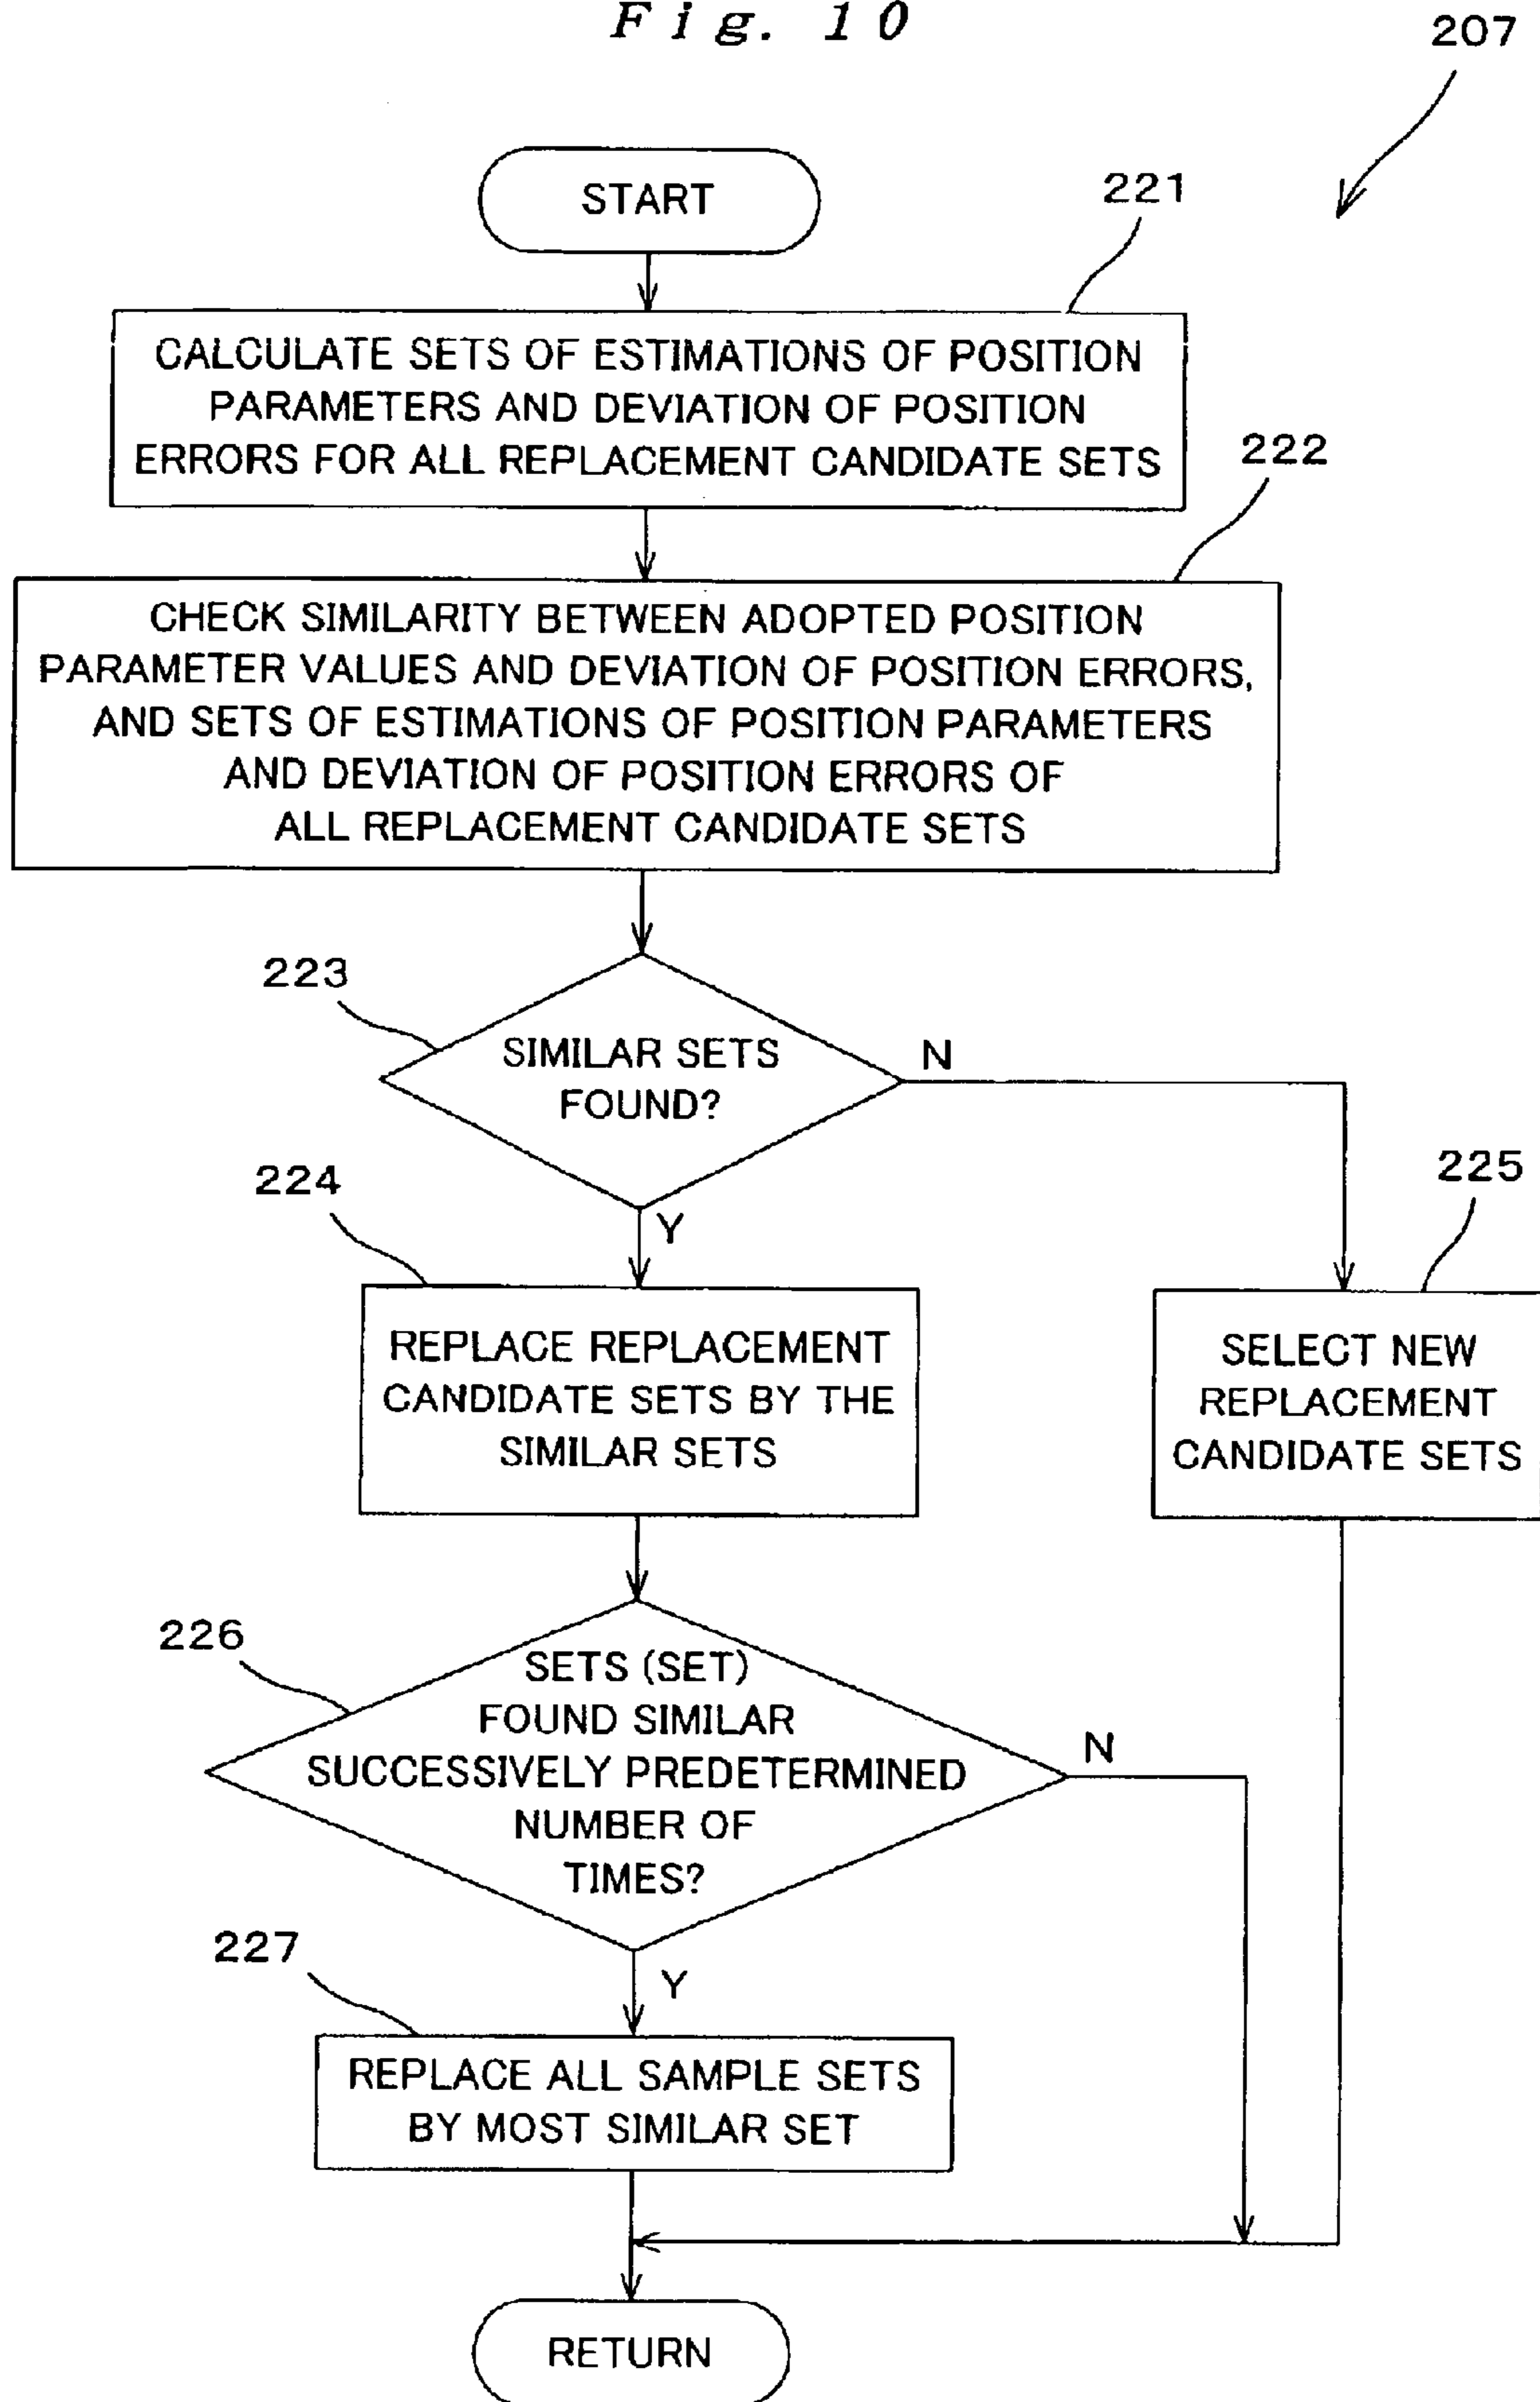 Fig. 10
207
START
221
CALCULATE SETS OF ESTIMATIONS OF POSITION
PARAMETERS AND DEVIATION OF POSITION
ERRORS FOR ALL REPLACEMENT CANDIDATE SETS
222
CHECK SIMILARITY BETWEEN ADOPTED POSITION
PARAMETER VALUES AND DEVIATION OF POSITION ERRORS,
AND SETS OF ESTIMATIONS OF POSITION PARAMETERS
AND DEVIATION OF POSITION ERRORS OF
ALL REPLACEMENT CANDIDATE SETS
223
SIMILAR SETS
FOUND?
N
Y
224
REPLACE REPLACEMENT
CANDIDATE SETS BY THE
SIMILAR SETS
225
SELECT NEW
REPLACEMENT
CANDIDATE SETS
226
SETS (SET)
FOUND SIMILAR
SUCCESSIVELY PREDETERMINED
NUMBER OF
TIMES?
N
Y
227
REPLACE ALL SAMPLE SETS
BY MOST SIMILAR SET
RETURN